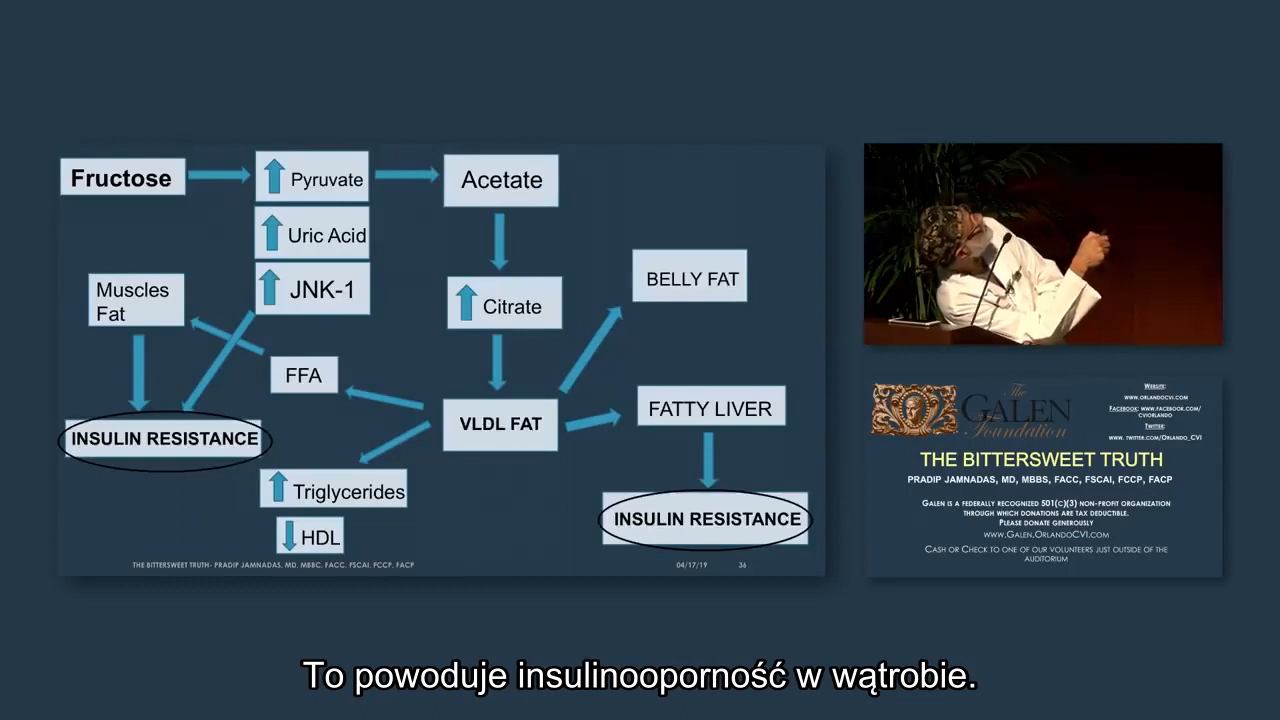 Fructose
Pyruvate
Acetate
Uric Acid
JNK-1
Muscles
Fat
Citrate
BELLY FAT
FFA
VLDL FAT
FATTY LIVER
INSULIN RESISTANCE
Triglycerides
HDL
INSULIN RESISTANCE
THE BITTERSWEET TRUTH- PRADIP JAMNADAS, MD, MBBC, FACC, FSCAI, FCCP, FACP
04/17/19
36
The
GALEN
Foundation
WEBSITE:
WWW.ORLANDOCVI.COM
FACEBOOK: WWW.FACEBOOK.COM/
CVIORLANDO
TWITTER:
WWW. TWITTER.COM/ORLANDO_CVI
THE BITTERSWEET TRUTH
PRADIP JAMNADAS, MD, MBBS, FACC, FSCAI, FCCP, FACP
GALEN IS A FEDERALLY RECOGNIZED 501(C)(3) NON-PROFIT ORGANIZATION
THROUGH WHICH DONATIONS ARE TAX DEDUCTIBLE.
PLEASE DONATE GENEROUSLY
WWW.GALEN.ORLANDOCVI.COM
CASH OR CHECK TO ONE OF OUR VOLUNTEERS JUST OUTSIDE OF THE
AUDITORIUM
To powoduje insulinooporność w wątrobie.